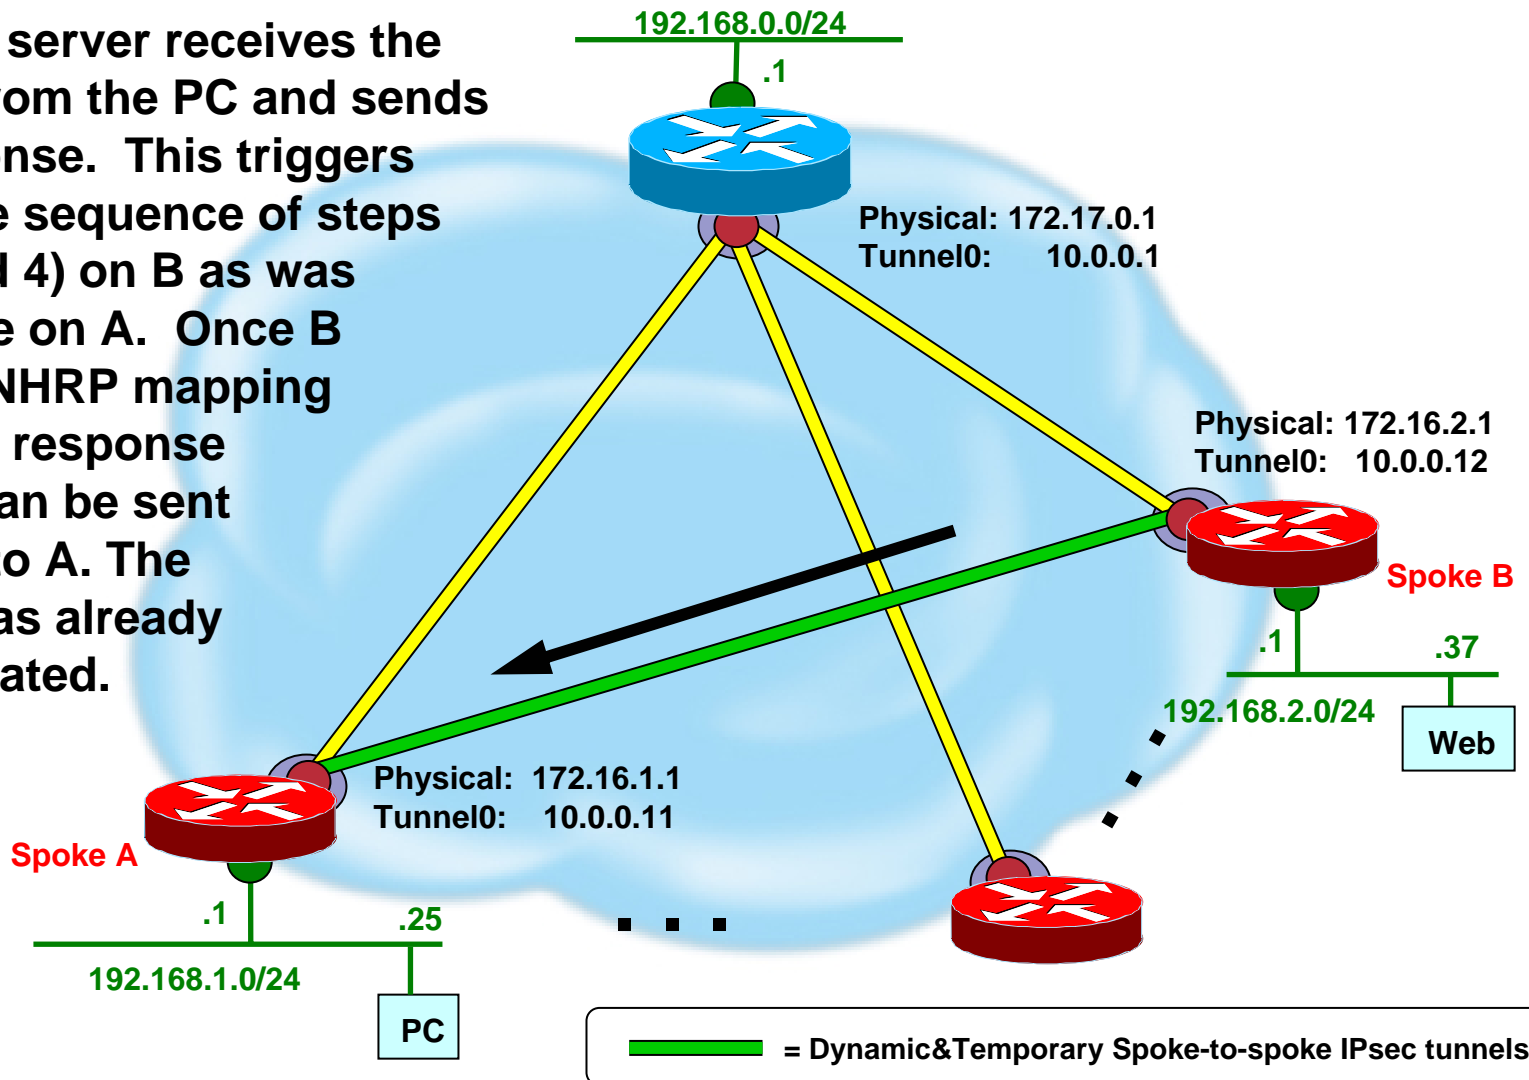 server receives the
from the PC and sends
onse. This triggers
e sequence of steps
d 4) on B as was
e on A. Once B
NHRP mapping
response
an be sent
to A. The
as already
ated.
192.168.0.0/24
.1
Physical: 172.17.0.1
Tunnel0: 10.0.0.1
Physical: 172.16.2.1
Tunnel0: 10.0.0.12
Spoke B
.1
.37
192.168.2.0/24
Web
Physical: 172.16.1.1
Tunnel0: 10.0.0.11
Spoke A
.1
.25
192.168.1.0/24
PC
= Dynamic&Temporary Spoke-to-spoke IPsec tunnels